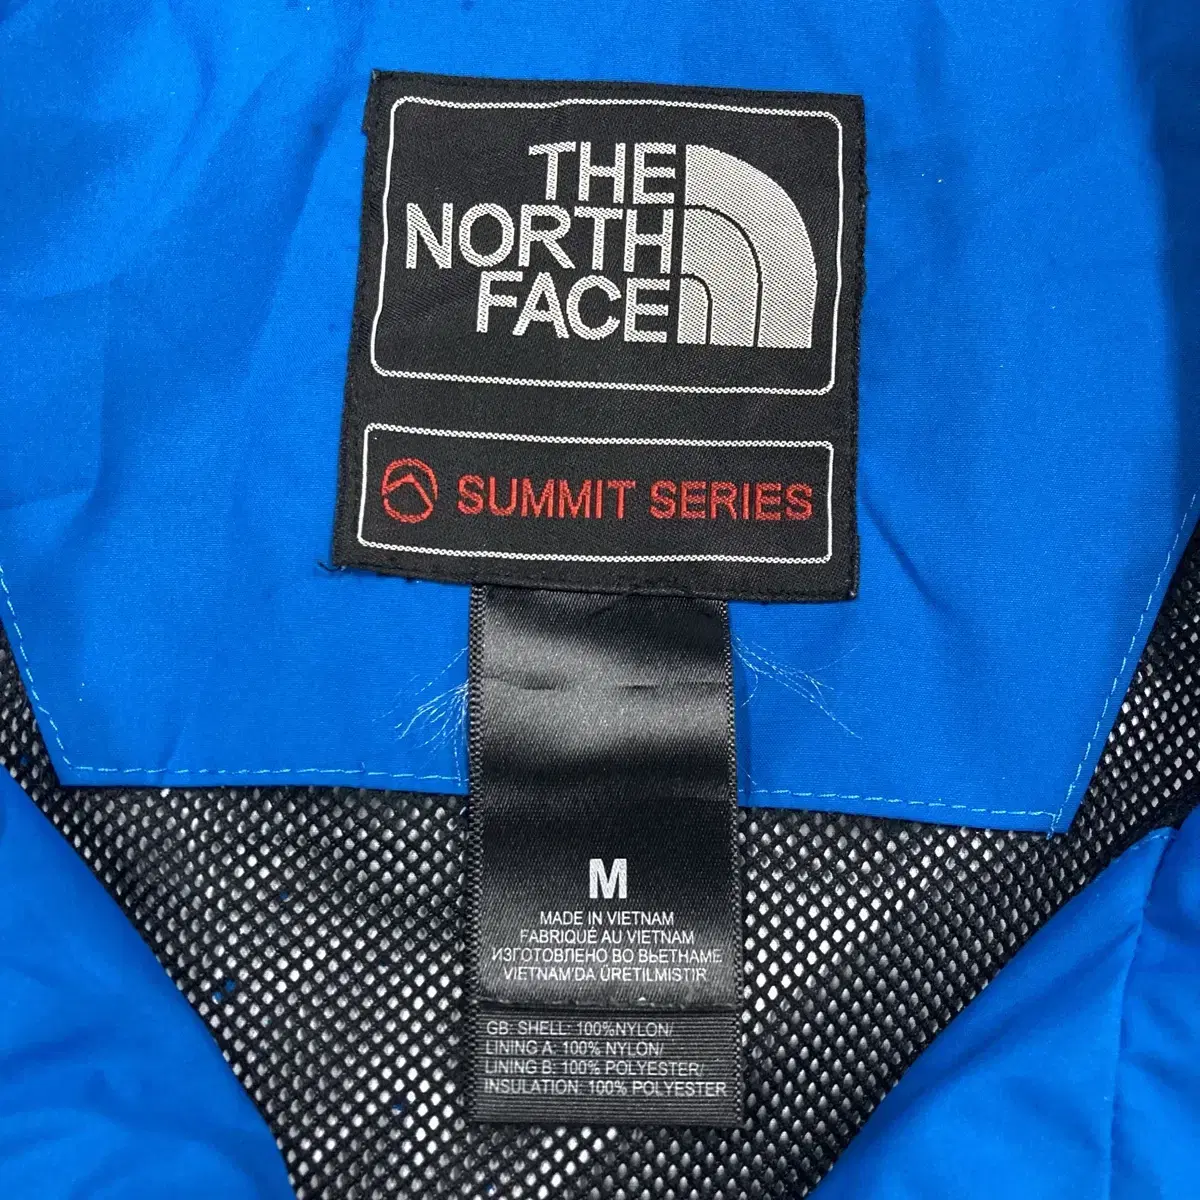 THE
NORTH
FACE
SUMMIT SERIES
M
MADE IN VIETNAM
FABRIQUÉ AU VIETNAM
ИЗГОТОВЛЕНО ВО ВЬЕТНАМЕ
VIETNAM'DA ÜRETILMISTIR
GB: SHELL: 100%NYLON/
LINING A: 100% NYLON/
LINING B: 100% POLYESTER/
INSULATION: 100% POLYESTER